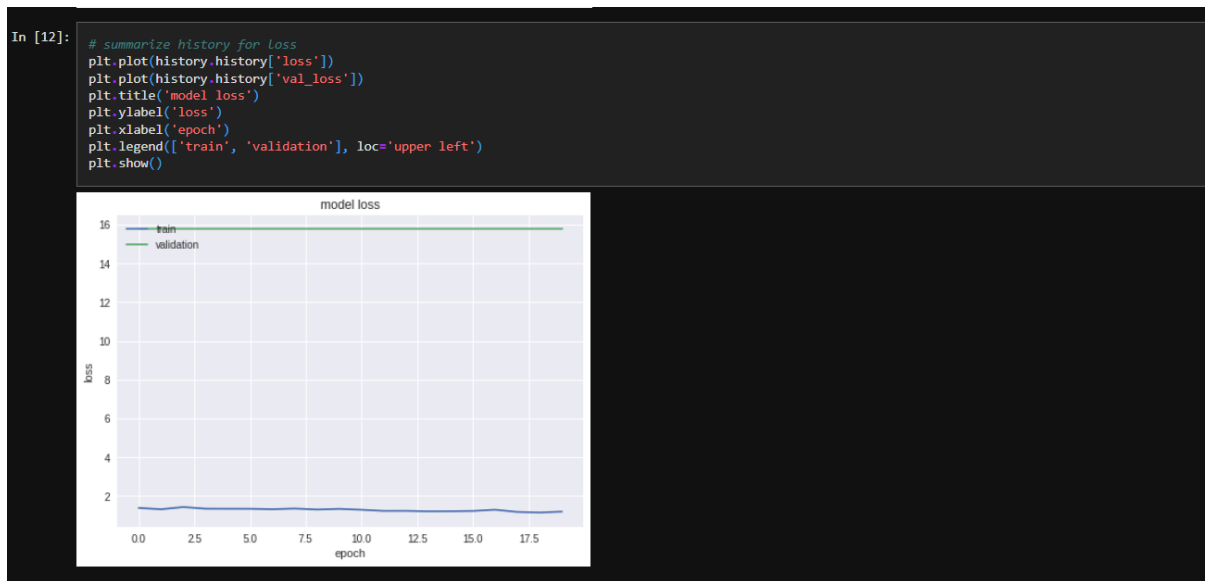 In [12]:
# summarize history for loss
plt.plot(history.history['loss'])
plt.plot(history.history['val_loss'])
plt.title('model loss')
plt.ylabel('loss')
plt.xlabel('epoch')
plt.legend(['train', 'validation'], loc='upper left')
plt.show()
model loss
16
train
validation
14
12
10
loss
8
6
4
2
0.0 2.5 5.0 7.5 10.0 12.5 15.0 17.5
epoch